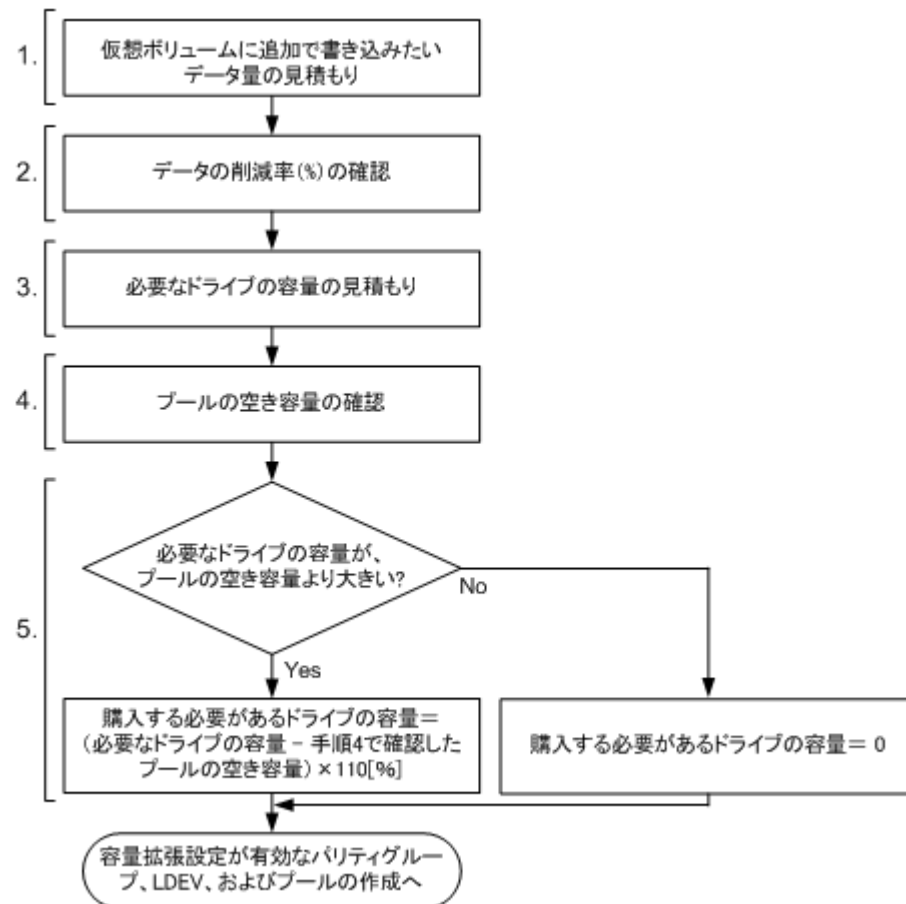 1.
仮想ボリュームに追加で書き込みたい
データ量の見積もり
2.
データの削減率(%)の確認
3.
必要なドライブの容量の見積もり
4.
プールの空き容量の確認
5.
必要なドライブの容量が、
プールの空き容量より大きい?
No
Yes
購入する必要があるドライブの容量=
(必要なドライブの容量 - 手順4で確認した
プールの空き容量)×110[%]
購入する必要があるドライブの容量= 0
容量拡張設定が有効なパリティグルー
プ、LDEV、およびプールの作成へ